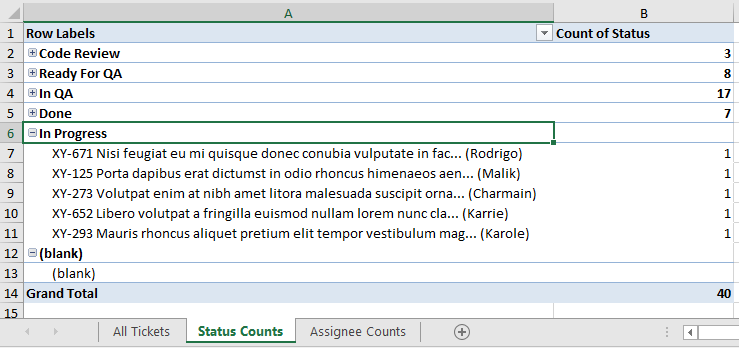 A B
1 Row Labels Count of Status
2 Code Review 3
3 Ready For QA 8
4 In QA 17
5 Done 7
6 In Progress
7 XY-671 Nisi feugiat eu mi quisque donec conubia vulputate in fac... (Rodrigo) 1
8 XY-125 Porta dapibus erat dictumst in odio rhoncus himenaeos aen... (Malik) 1
9 XY-273 Volutpat enim at nibh amet litora malesuada suscipit orna... (Charmain) 1
10 XY-652 Libero volutpat a fringilla euismod nullam lorem nunc cla... (Karrie) 1
11 XY-293 Mauris rhoncus aliquet pretium elit tempor vestibulum mag... (Karole) 1
12 (blank)
13 (blank)
14 Grand Total 40
15
All Tickets Status Counts Assignee Counts